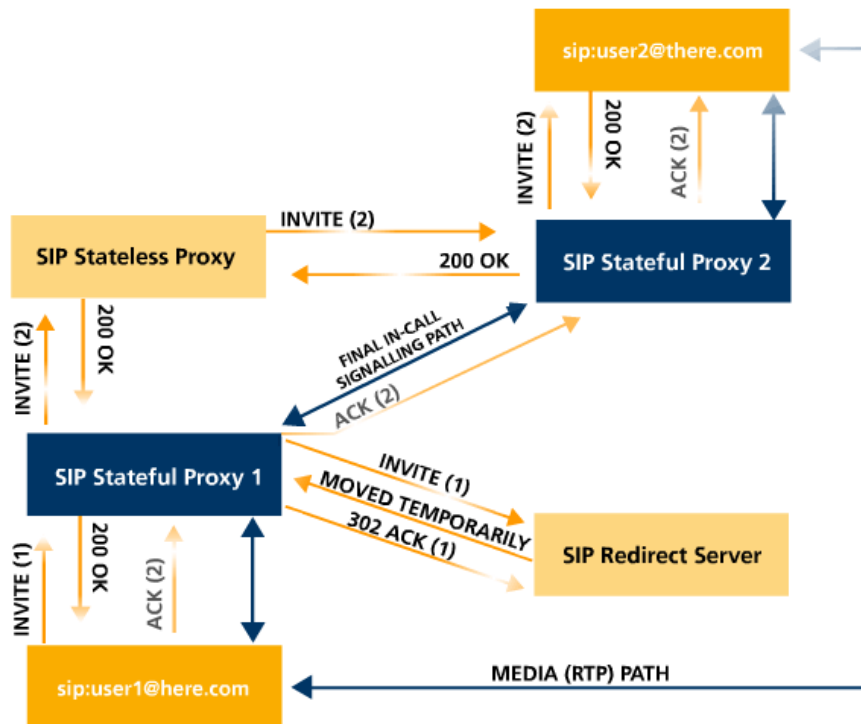 sip:user2@there.com
INVITE (2)
200 OK
ACK (2)
INVITE (2)
SIP Stateless Proxy
200 OK
SIP Stateful Proxy 2
200 OK
INVITE (2)
FINAL IN-CALL
SIGNALLING PATH
ACK (2)
SIP Stateful Proxy 1
INVITE (1)
MOVED TEMPORARILY
302 ACK (1)
SIP Redirect Server
INVITE (1)
200 OK
ACK (2)
sip:user1@here.com
MEDIA (RTP) PATH